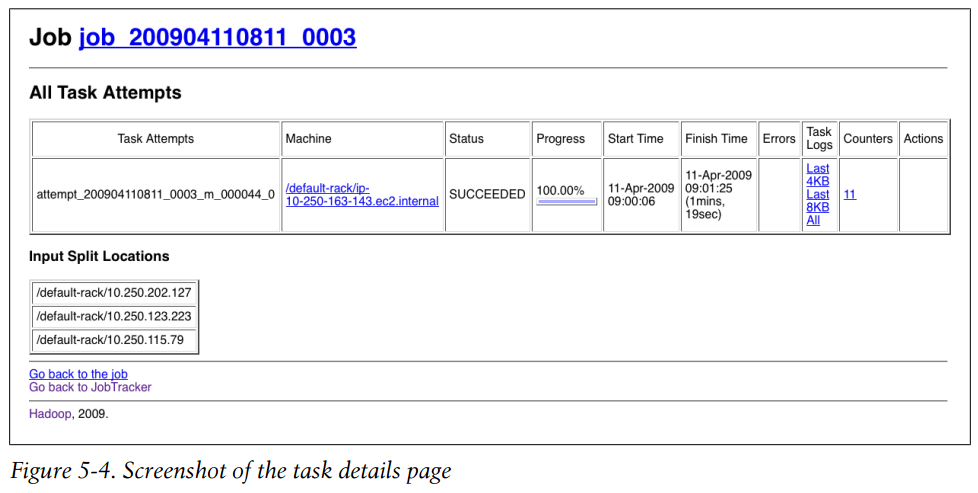 Job job_200904110811_0003
All Task Attempts
Task Attempts Machine Status Progress Start Time Finish Time Errors Task Logs Counters Actions
attempt_200904110811_0003_m_000044_0 /default-rack/ip-10-250-163-143.ec2.internal SUCCEEDED 100.00% 11-Apr-2009 09:00:06 11-Apr-2009 09:01:25 (1mins, 19sec) Last 4KB Last 8KB All 11
Input Split Locations
/default-rack/10.250.202.127
/default-rack/10.250.123.223
/default-rack/10.250.115.79
Go back to the job
Go back to JobTracker
Hadoop, 2009.
Figure 5-4. Screenshot of the task details page